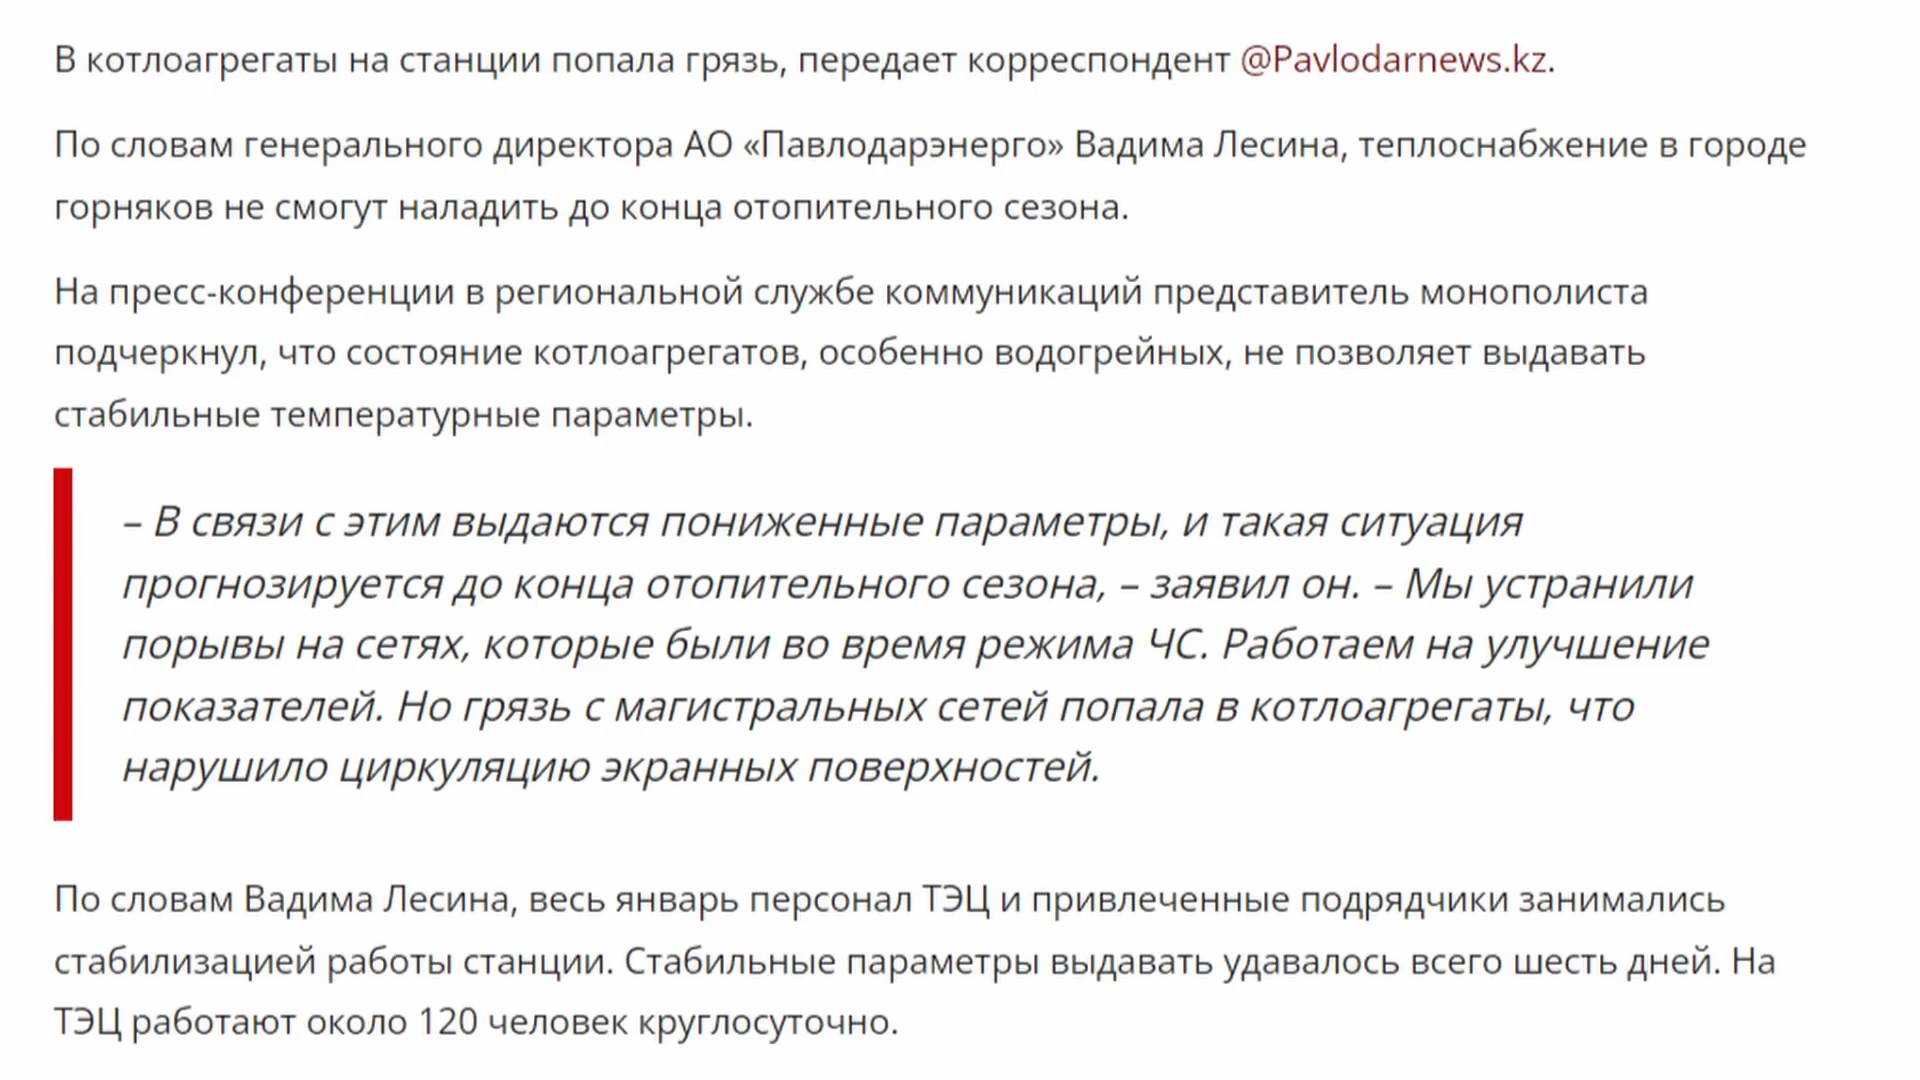 В котлоагрегаты на станции попала грязь, передает корреспондент @Pavlodarnews.kz.
По словам генерального директора АО «Павлодарэнерго» Вадима Лесина, теплоснабжение в городе
горняков не смогут наладить до конца отопительного сезона.
На пресс-конференции в региональной службе коммуникаций представитель монополиста
подчеркнул, что состояние котлоагрегатов, особенно водогрейных, не позволяет выдавать
стабильные температурные параметры.
– В связи с этим выдаются пониженные параметры, и такая ситуация
прогнозируется до конца отопительного сезона, – заявил он. – Мы устранили
порывы на сетях, которые были во время режима ЧС. Работаем на улучшение
показателей. Но грязь с магистральных сетей попала в котлоагрегаты, что
нарушило циркуляцию экранных поверхностей.
По словам Вадима Лесина, весь январь персонал ТЭЦ и привлеченные подрядчики занимались
стабилизацией работы станции. Стабильные параметры выдавать удавалось всего шесть дней. На
ТЭЦ работают около 120 человек круглосуточно.